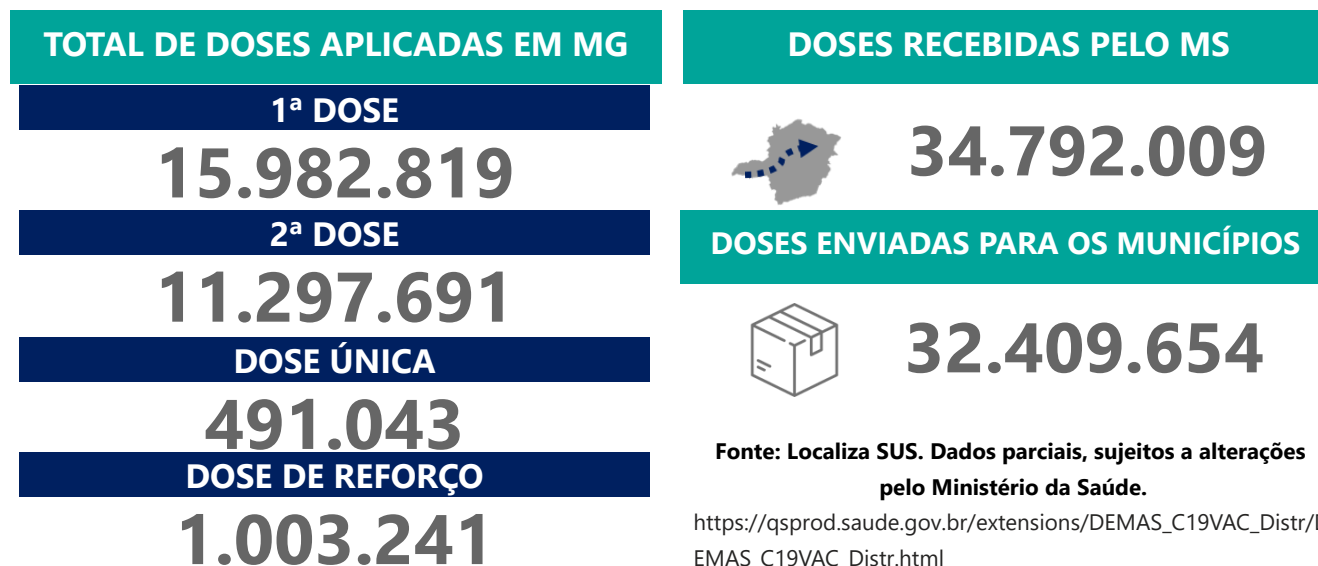 TOTAL DE DOSES APLICADAS EM MG
1ª DOSE
15.982.819
2ª DOSE
11.297.691
DOSE ÚNICA
491.043
DOSE DE REFORÇO
1.003.241
DOSES RECEBIDAS PELO MS
34.792.009
DOSES ENVIADAS PARA OS MUNICÍPIOS
32.409.654
Fonte: Localiza SUS. Dados parciais, sujeitos a alterações
pelo Ministério da Saúde.
https://qsprod.saude.gov.br/extensions/DEMAS_C19VAC_Distr/
EMAS_C19VAC_Distr.html